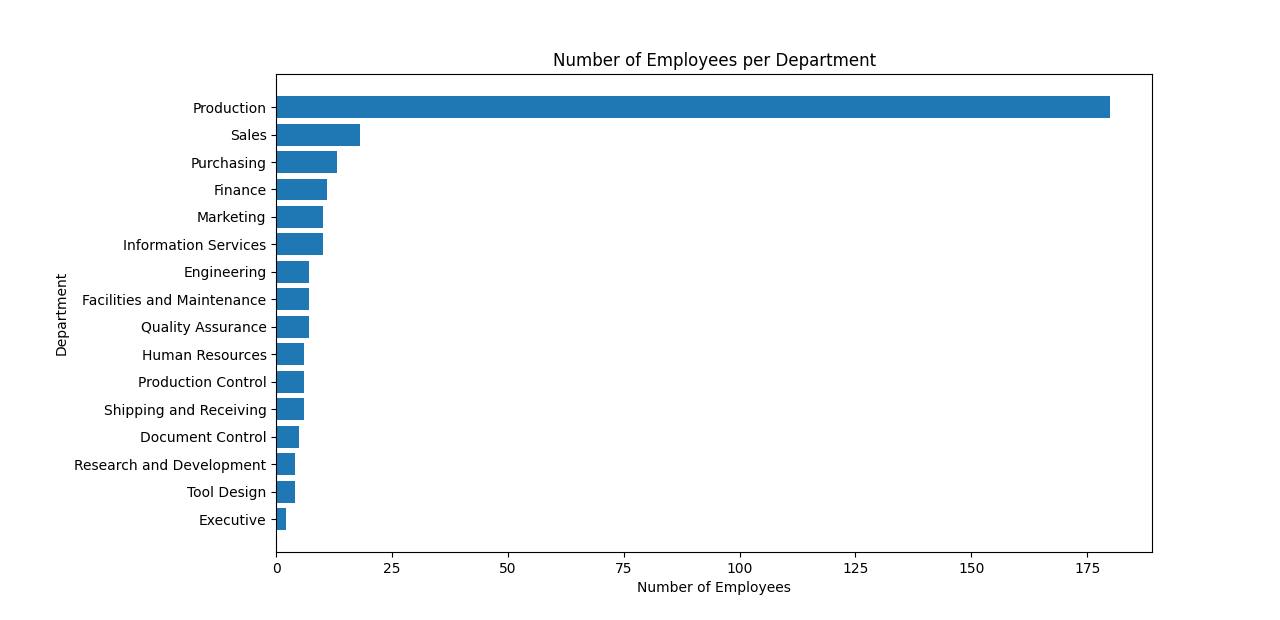 Number of Employees per Department
Department
Production
Sales
Purchasing
Finance
Marketing
Information Services
Engineering
Facilities and Maintenance
Quality Assurance
Human Resources
Production Control
Shipping and Receiving
Document Control
Research and Development
Tool Design
Executive
0 25 50 75 100 125 150 175
Number of Employees